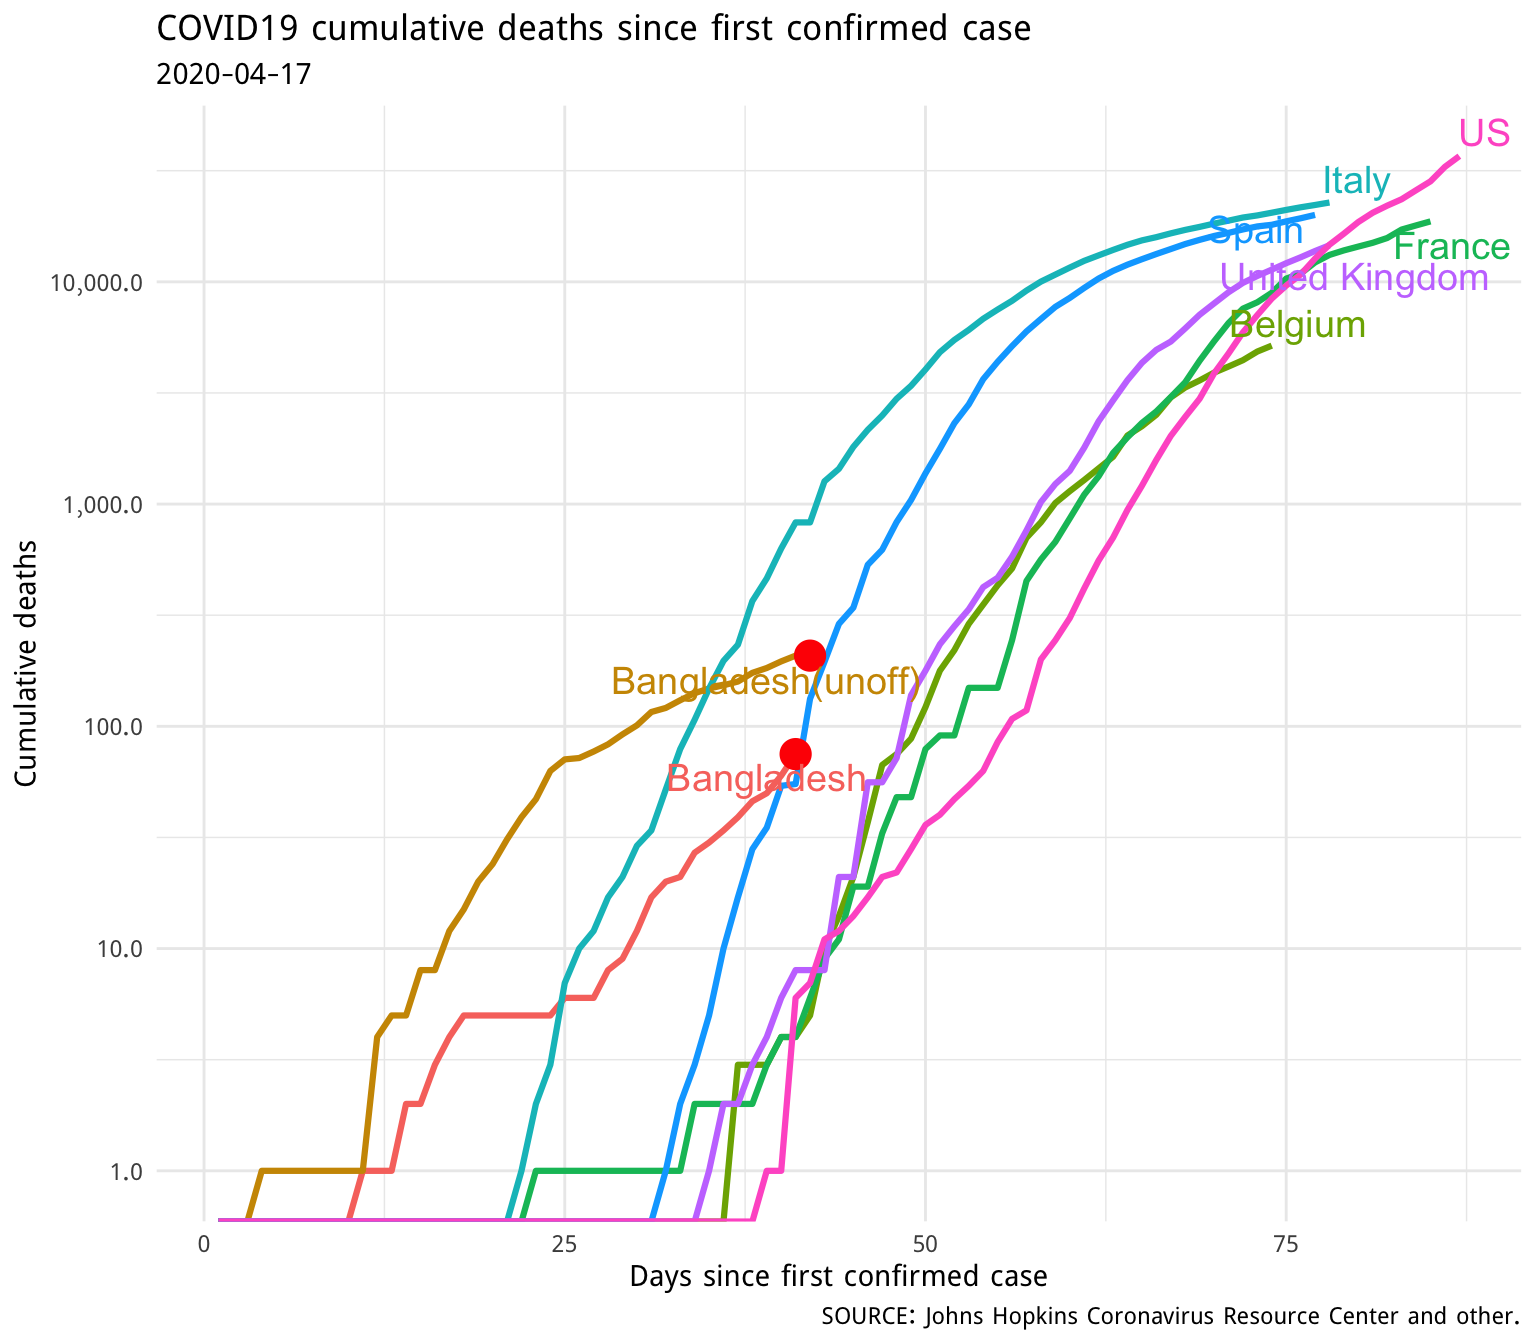 COVID19 cumulative deaths since first confirmed case
2020-04-17
US
Italy
Spain
France
United Kingdom
Belgium
Bangladesh(unoff)
Bangladesh
Cumulative deaths
10,000.0
1,000.0
100.0
10.0
1.0
0 25 50 75
Days since first confirmed case
SOURCE: Johns Hopkins Coronavirus Resource Center and other.